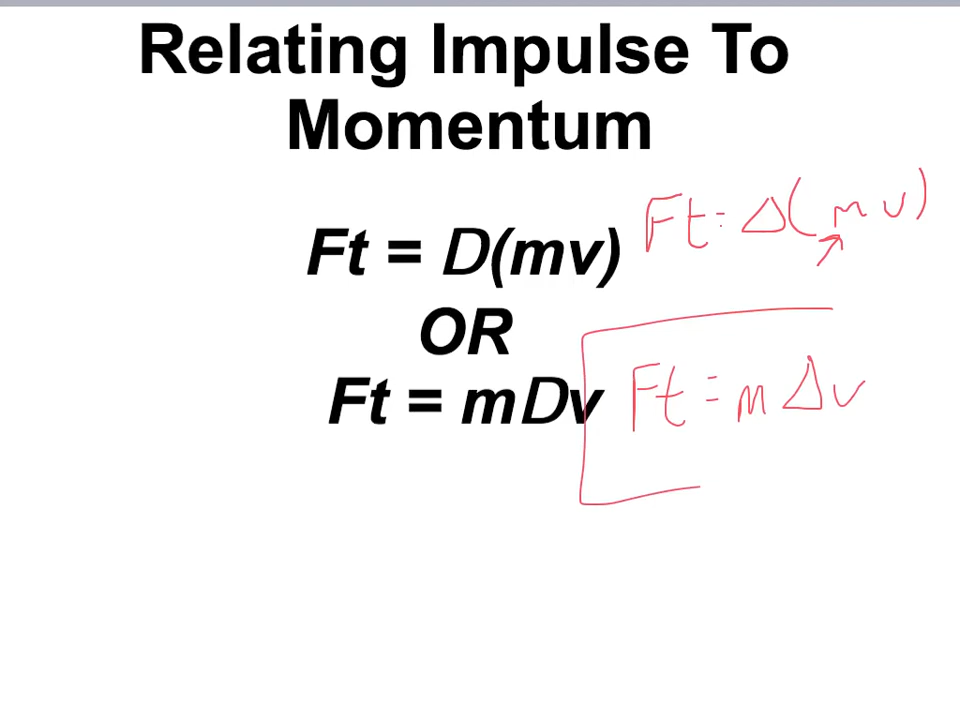 Relating Impulse To
Momentum
Ft = D(mv)
Ft = Δ(mv)
OR
Ft = mDv
Ft = mΔv